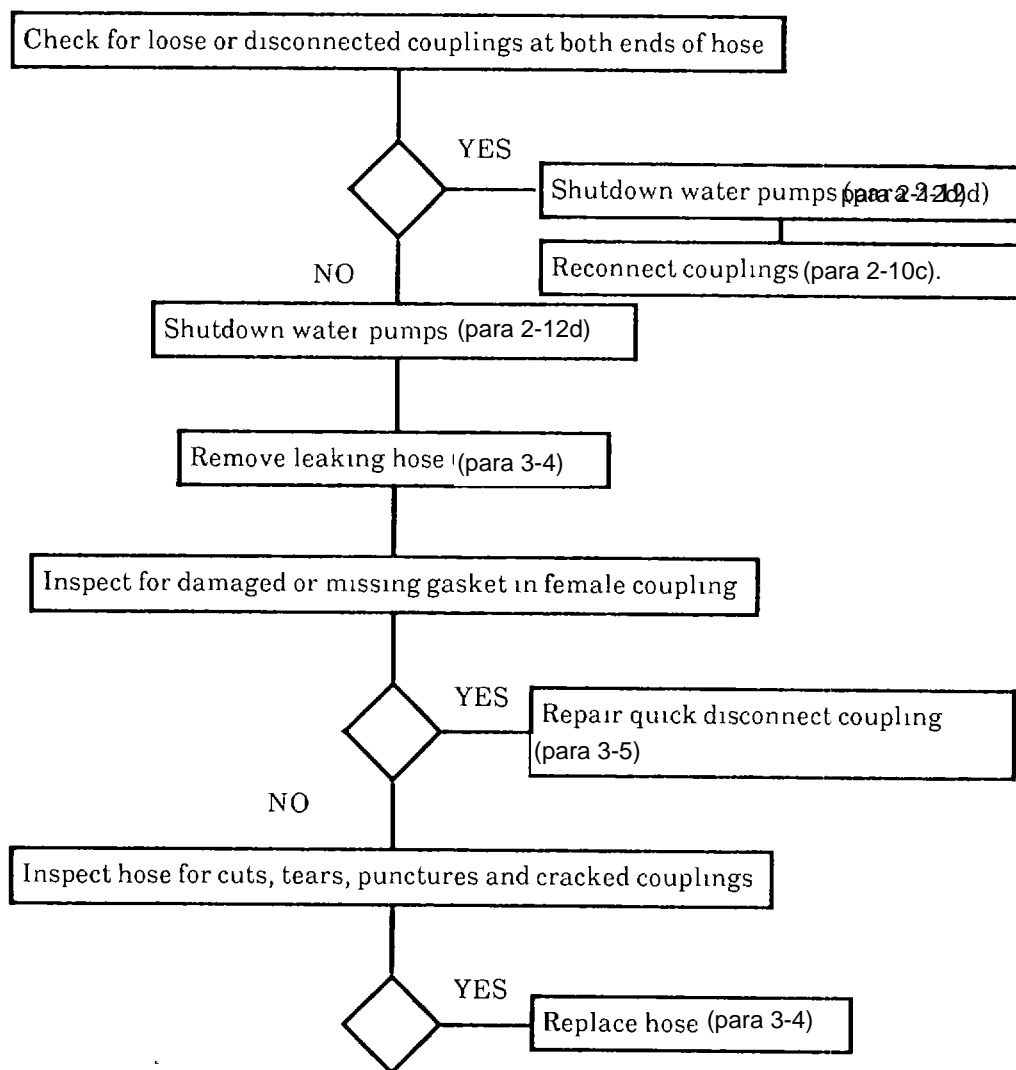 Check for loose or disconnected couplings at both ends of hose
YES
Shutdown water pumps (para 2-12d)
Reconnect couplings (para 2-10c).
NO
Shutdown water pumps (para 2-12d)
Remove leaking hose (para 3-4)
Inspect for damaged or missing gasket in female coupling
YES
Repair quick disconnect coupling
(para 3-5)
NO
Inspect hose for cuts, tears, punctures and cracked couplings
YES
Replace hose (para 3-4)